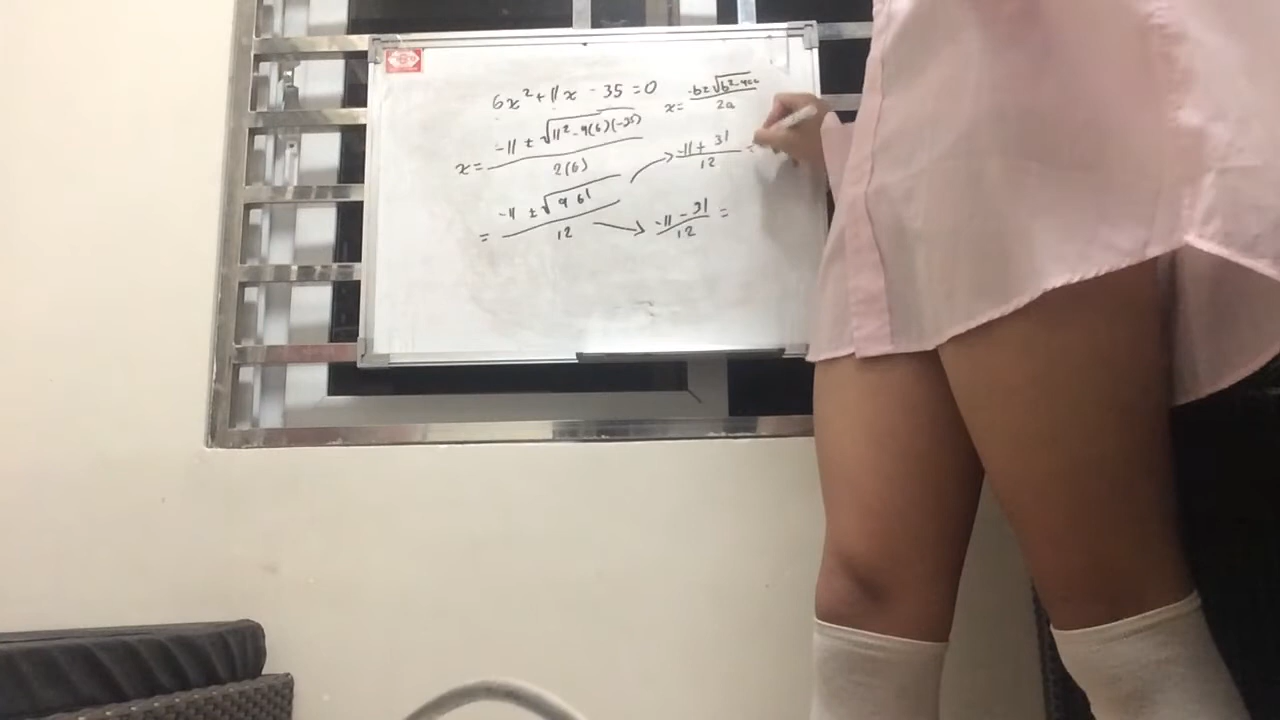 6x² + 11x - 35 = 0
x = -b ± √b² - 4ac / 2a
x = -11 ± √11² - 4(6)(-35) / 2(6)
= -11 ± √961 / 12
-11 + 31 / 12 =
-11 - 31 / 12 =